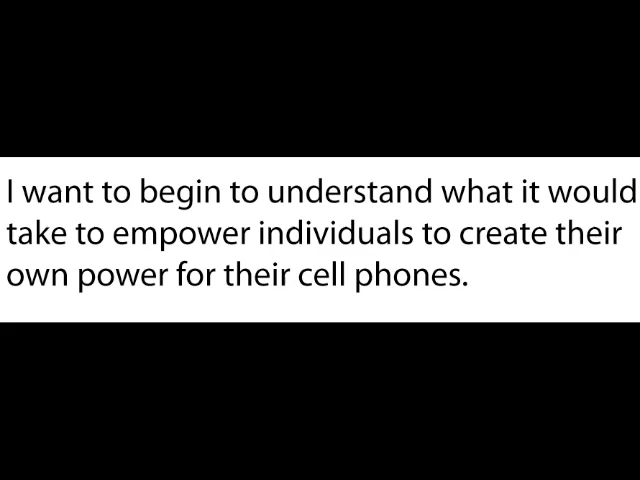 I want to begin to understand what it would
take to empower individuals to create their
own power for their cell phones.